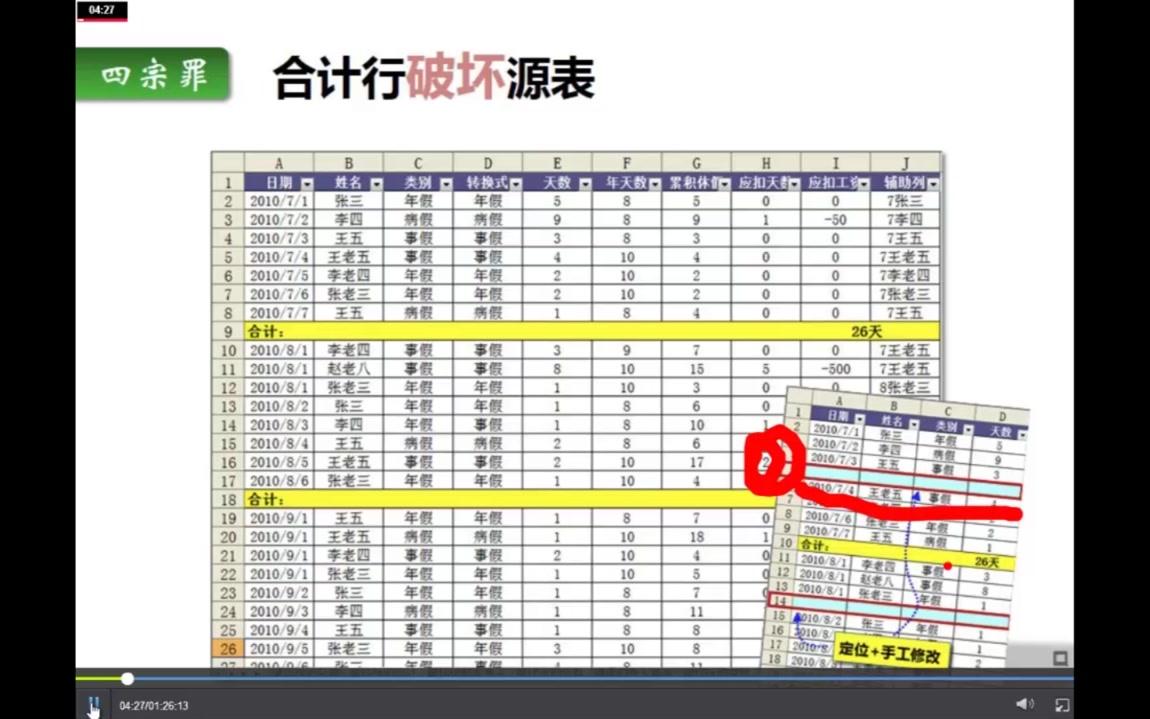 04:27
四宗罪
合计行破坏源表
A B C D E F G H I J
1 日期 姓名 类别 转换式 天数 年天数 累积休假 应扣天数 应扣工资 辅助列
2 2010/7/1 张三 年假 年假 5 8 5 0 0 7张三
3 2010/7/2 李四 病假 病假 9 8 9 1 -50 7李四
4 2010/7/3 王五 事假 事假 3 8 3 0 0 7王五
5 2010/7/4 王老五 事假 事假 4 10 4 0 0 7王老五
6 2010/7/5 李老四 年假 年假 2 10 2 0 0 7李老四
7 2010/7/6 张老三 年假 年假 2 10 2 0 0 7张老三
8 2010/7/7 王五 病假 病假 1 8 4 0 0 7王五
9 合计： 26天
10 2010/8/1 李老四 事假 事假 3 9 7 0 0 7王老五
11 2010/8/1 赵老八 事假 事假 8 10 15 5 -500 7王老五
12 2010/8/1 张老三 年假 年假 1 10 3 0 0 8张老三
13 2010/8/2 张三 年假 年假 1 8 6 0
14 2010/8/3 李四 年假 事假 1 8 10 1
15 2010/8/4 王五 病假 病假 2 8 6
16 2010/8/5 王老五 事假 事假 2 10 17 2
17 2010/8/6 张老三 年假 年假 1 10 4
18 合计：
19 2010/9/1 王五 年假 年假 1 8 7 0
20 2010/9/1 王老五 病假 病假 1 10 18 1
21 2010/9/1 李老四 事假 事假 2 10 4 0
22 2010/9/1 张老三 年假 年假 1 10 5
23 2010/9/2 张三 年假 年假 1 8 7
24 2010/9/3 李四 病假 病假 1 8 11
25 2010/9/4 王五 事假 事假 1 8 8
26 2010/9/5 张老三 年假 年假 3 10 8
A B C D
1 日期 姓名 类别 天数
2 2010/7/1 张三 年假 5
2010/7/2 李四 病假 9
2010/7/3 王五 事假 3
2010/7/4 王老五 事假
7
8 2010/7/6 张老三 年假 2
9 2010/7/7 王五 病假 1
10 合计： 26天
11 2010/8/1 李老四 事假 3
12 2010/8/1 赵老八 事假 8
13 2010/8/1 张老三 年假 1
14
15 2010/8/2 张三 年假 1
16 2010/8/
17 2010/8/
18 2010/8/
定位+手工修改
04:27/01:26:13